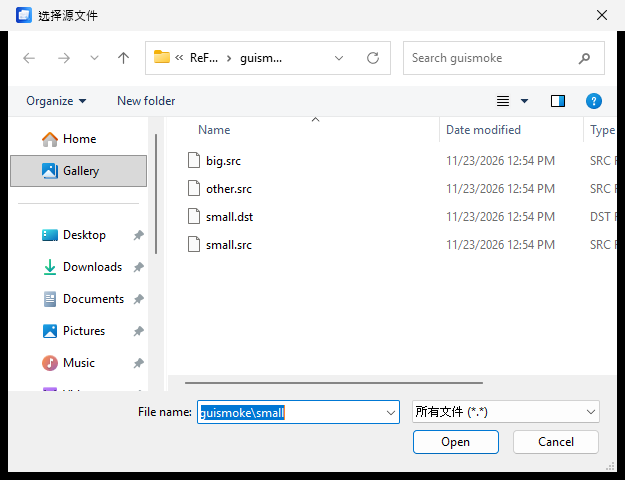 选择源文件
« ReF... › guism...
Search guismoke
Organize
New folder
Name
Date modified
Type
Home
Gallery
Desktop
Downloads
Documents
Pictures
Music
big.src 11/23/2026 12:54 PM SRC F
other.src 11/23/2026 12:54 PM SRC F
small.dst 11/23/2026 12:54 PM DST F
small.src 11/23/2026 12:54 PM SRC F
File name: guismoke\small
所有文件 (*.*)
Open
Cancel